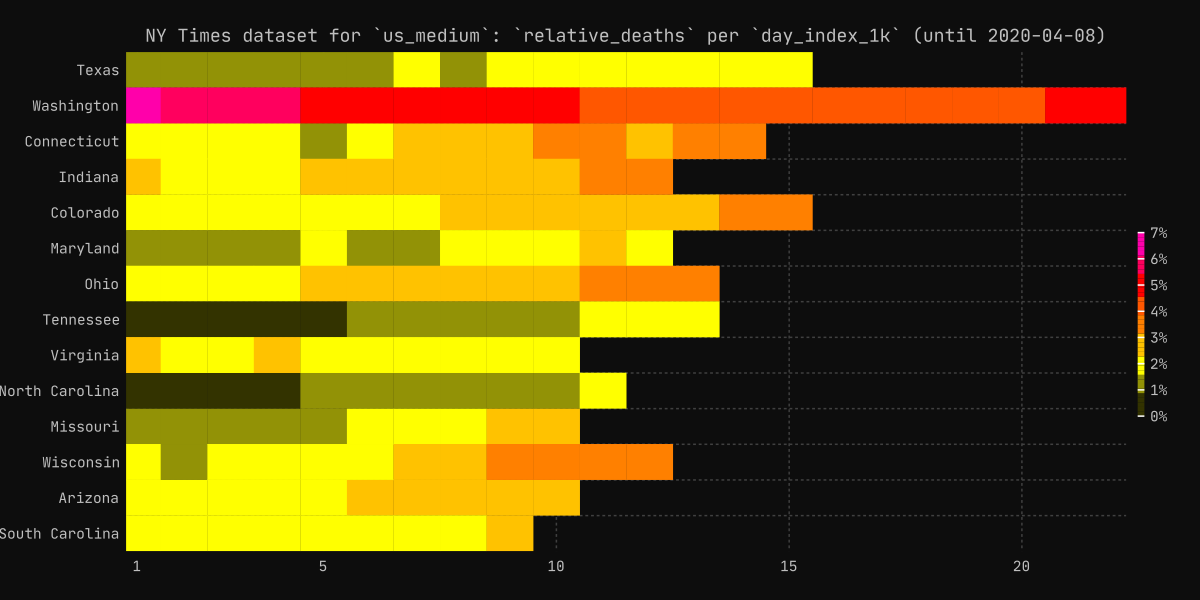 NY Times dataset for `us_medium`: `relative_deaths` per `day_index_1k` (until 2020-04-08)
Texas
Washington
Connecticut
Indiana
Colorado
Maryland
Ohio
Tennessee
Virginia
North Carolina
Missouri
Wisconsin
Arizona
South Carolina
7%
6%
5%
4%
3%
2%
1%
0%
1 5 10 15 20